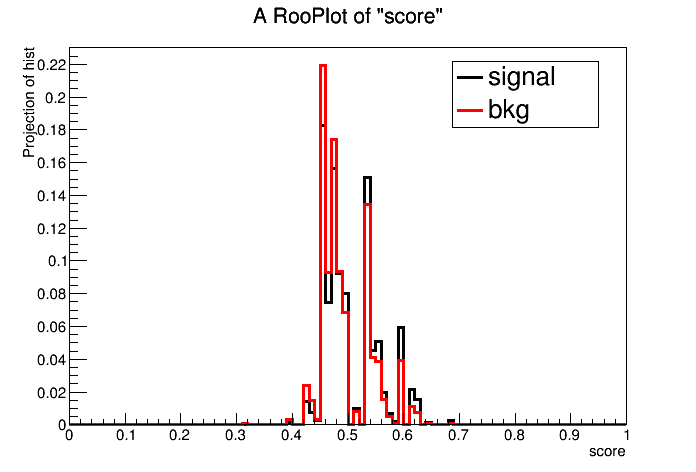 A RooPlot of "score"
Projection of hist
0.22
0.2
0.18
0.16
0.14
0.12
0.1
0.08
0.06
0.04
0.02
0
signal
bkg
0 0.1 0.2 0.3 0.4 0.5 0.6 0.7 0.8 0.9 1
score